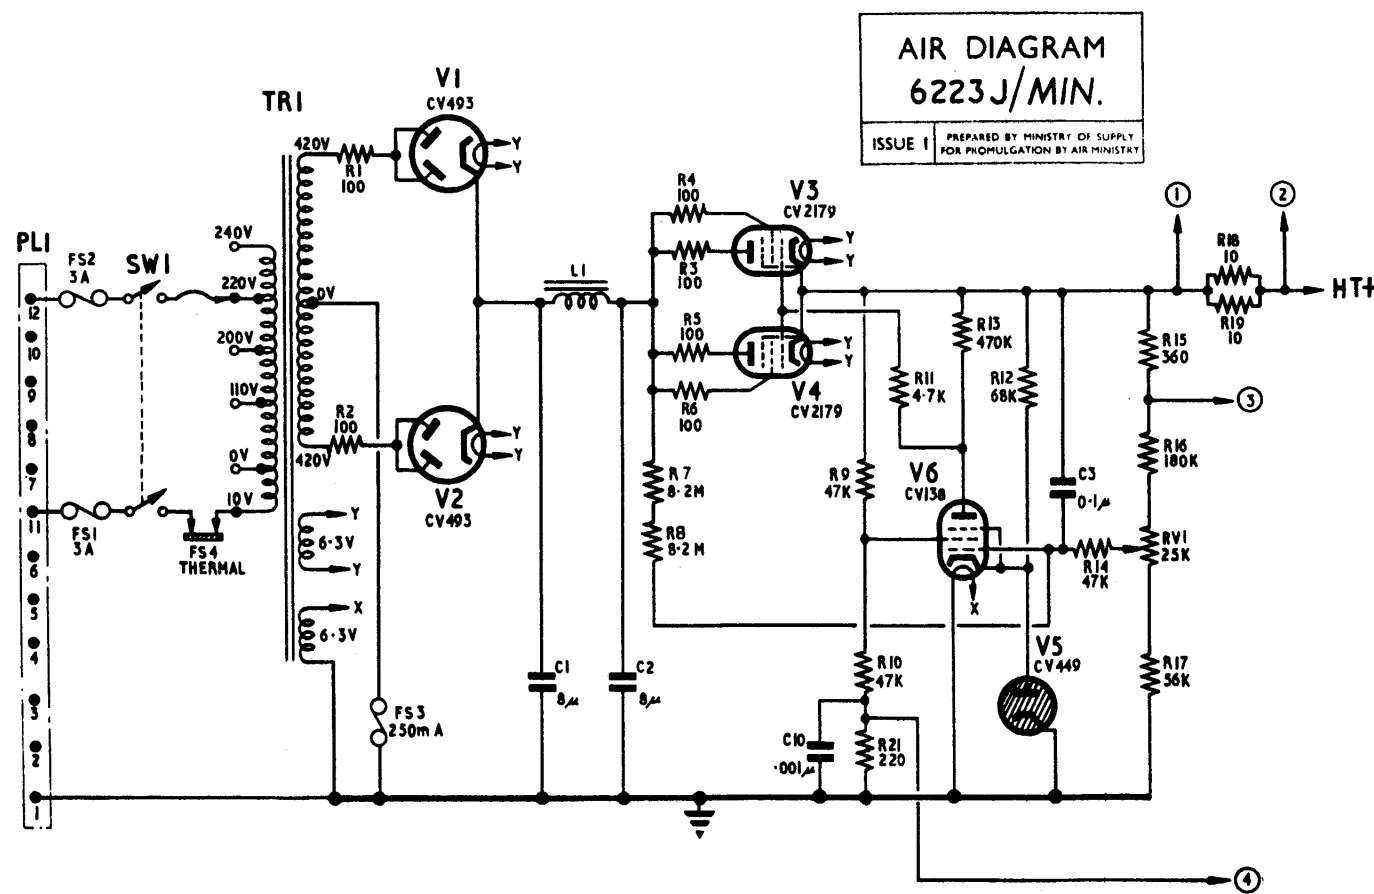 AIR DIAGRAM
6223J/MIN.
ISSUE 1
PREPARED BY MINISTRY OF SUPPLY
FOR PROMULGATION BY AIR MINISTRY
V1
CV493
TR1
420V
R1
100
Y
Y
R4
100
V3
CV2179
1
2
240V
PL1
FS2
3A
SW1
220V
0V
L1
R3
100
Y
Y
R18
10
HT+
12
10
9
8
7
11
6
5
4
3
2
1
200V
110V
0V
10V
R5
100
R6
100
Y
Y
V4
CV2179
R19
10
R13
470K
R11
4.7K
R12
68K
R15
360
3
R2
100
420V
Y
Y
V2
CV493
R7
8.2M
R8
8.2M
R9
47K
V6
CV138
C3
0.1μ
R16
180K
RV1
25K
R14
47K
X
FS1
3A
FS4
THERMAL
Y
6.3V
Y
X
6.3V
V5
CV449
C1
8μ
C2
8μ
R10
47K
R17
56K
FS3
250mA
C10
.001μ
R21
220
4